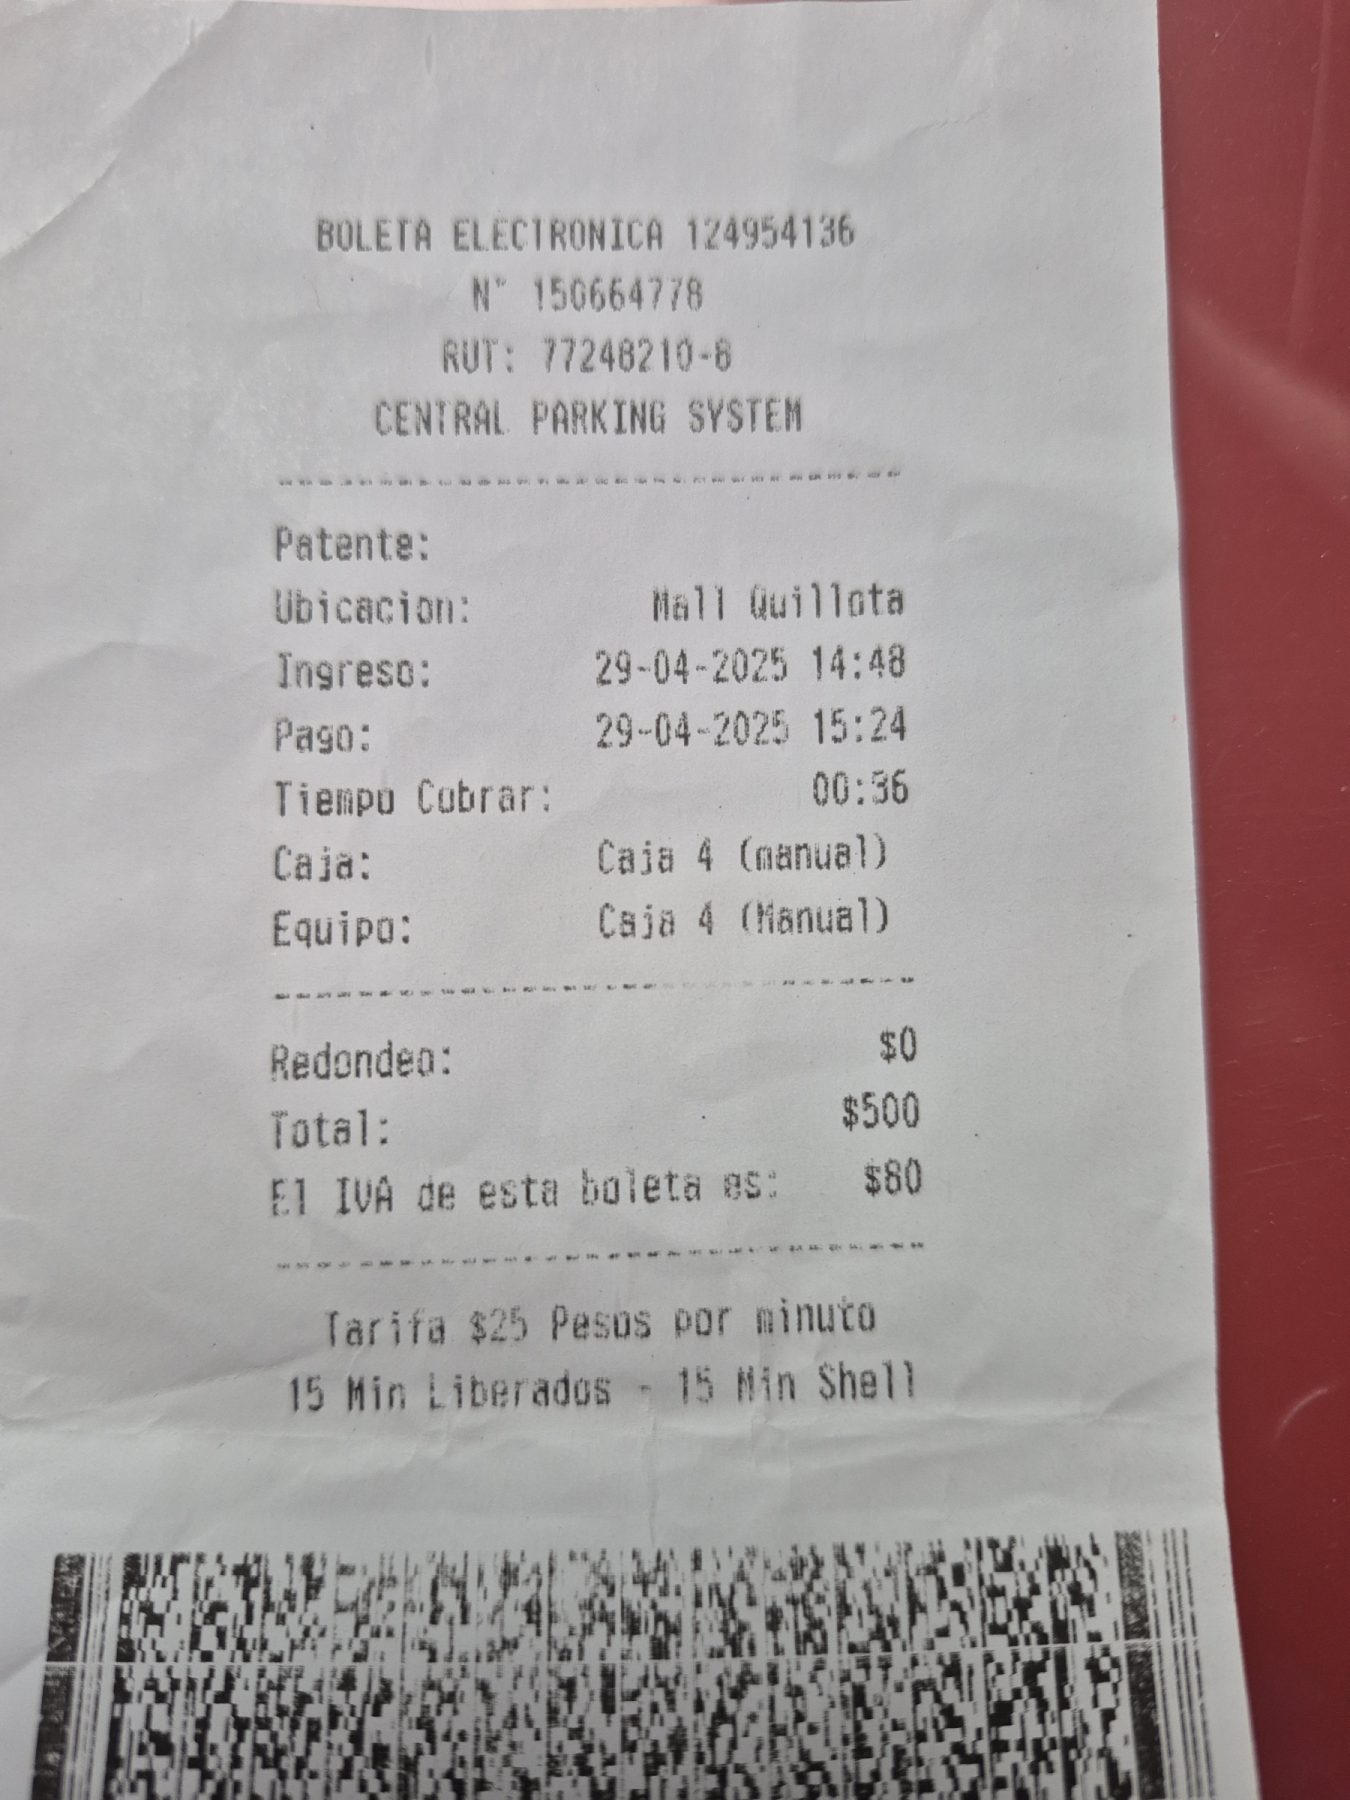 BOLETA ELECTRONICA 124954136
N° 150664778
RUT: 77248210-8
CENTRAL PARKING SYSTEM
Patente:
Ubicacion: Mall Quillota
Ingreso: 29-04-2025 14:48
Pago: 29-04-2025 15:24
Tiempo Cobrar: 00:36
Caja: Caja 4 (manual)
Equipo: Caja 4 (Manual)
Redondeo: $0
Total: $500
El IVA de esta boleta es: $80
Tarifa $25 Pesos por minuto
15 Min Liberados - 15 Min Shell